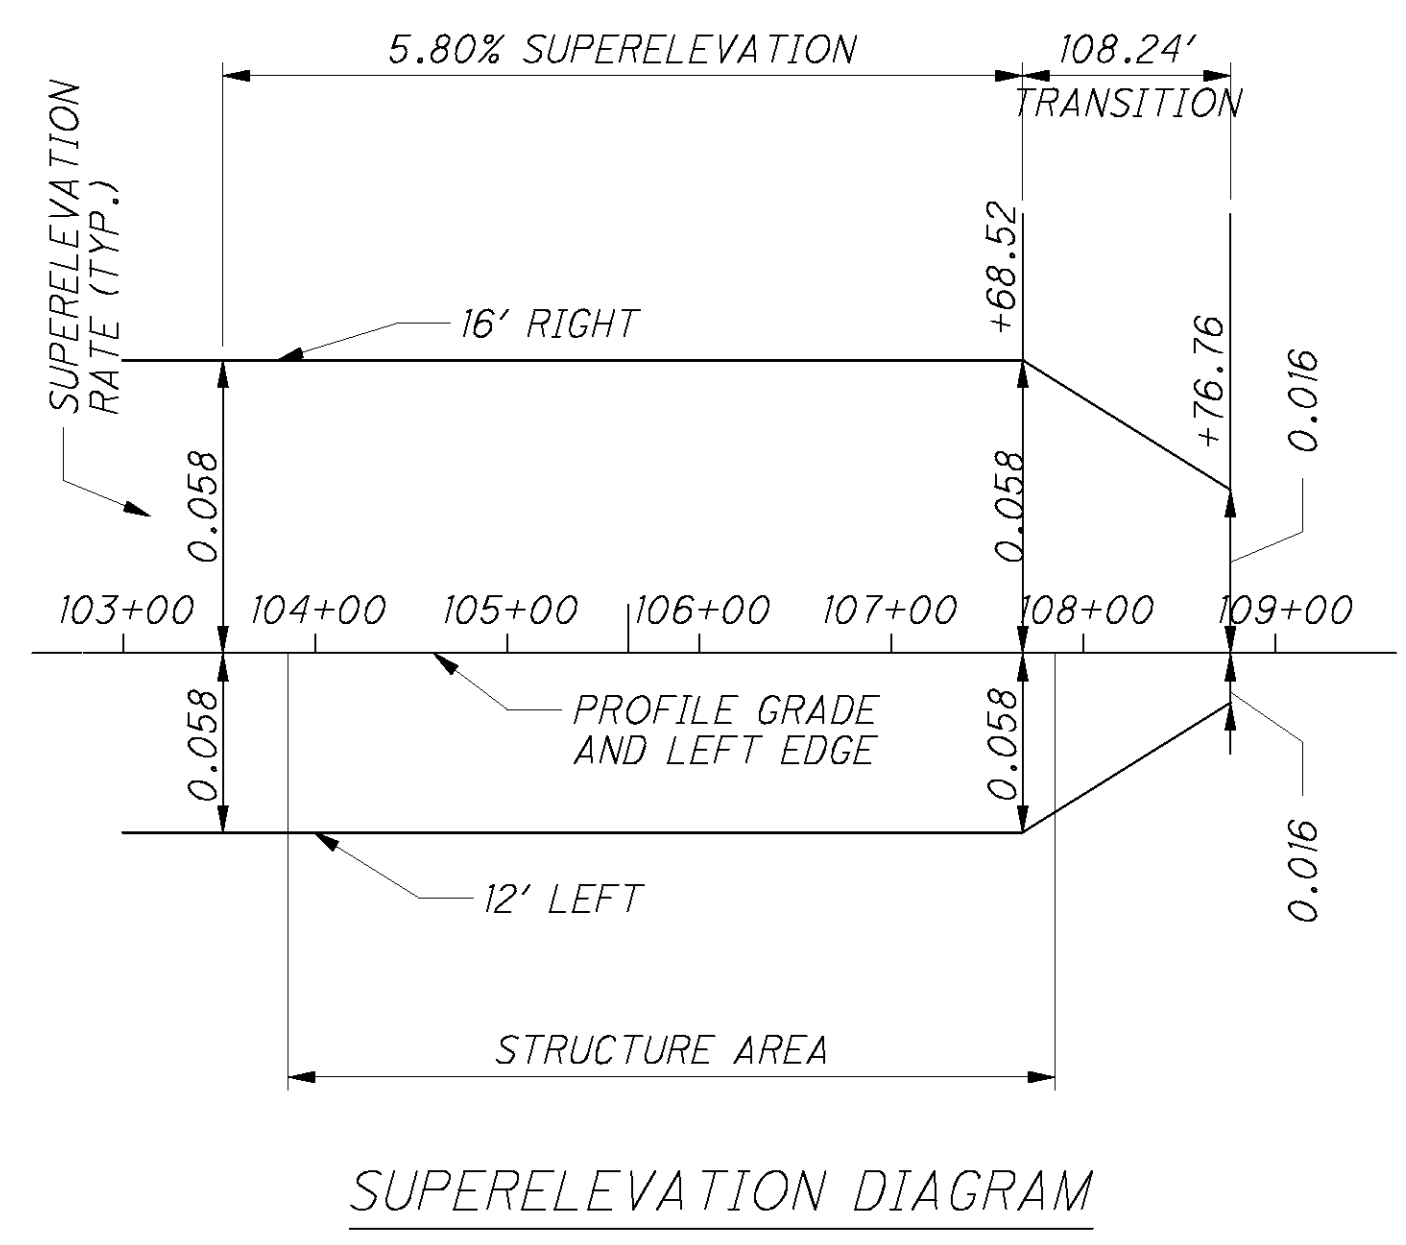 5.80% SUPERELEVATION
108.24'
TRANSITION
SUPERELEVATION
RATE (TYP.)
+68.52
16' RIGHT
+76.76
0.016
0.058
0.058
103+00
104+00
105+00
106+00
107+00
108+00
109+00
0.058
PROFILE GRADE
AND LEFT EDGE
0.058
0.016
12' LEFT
STRUCTURE AREA
SUPERELEVATION DIAGRAM